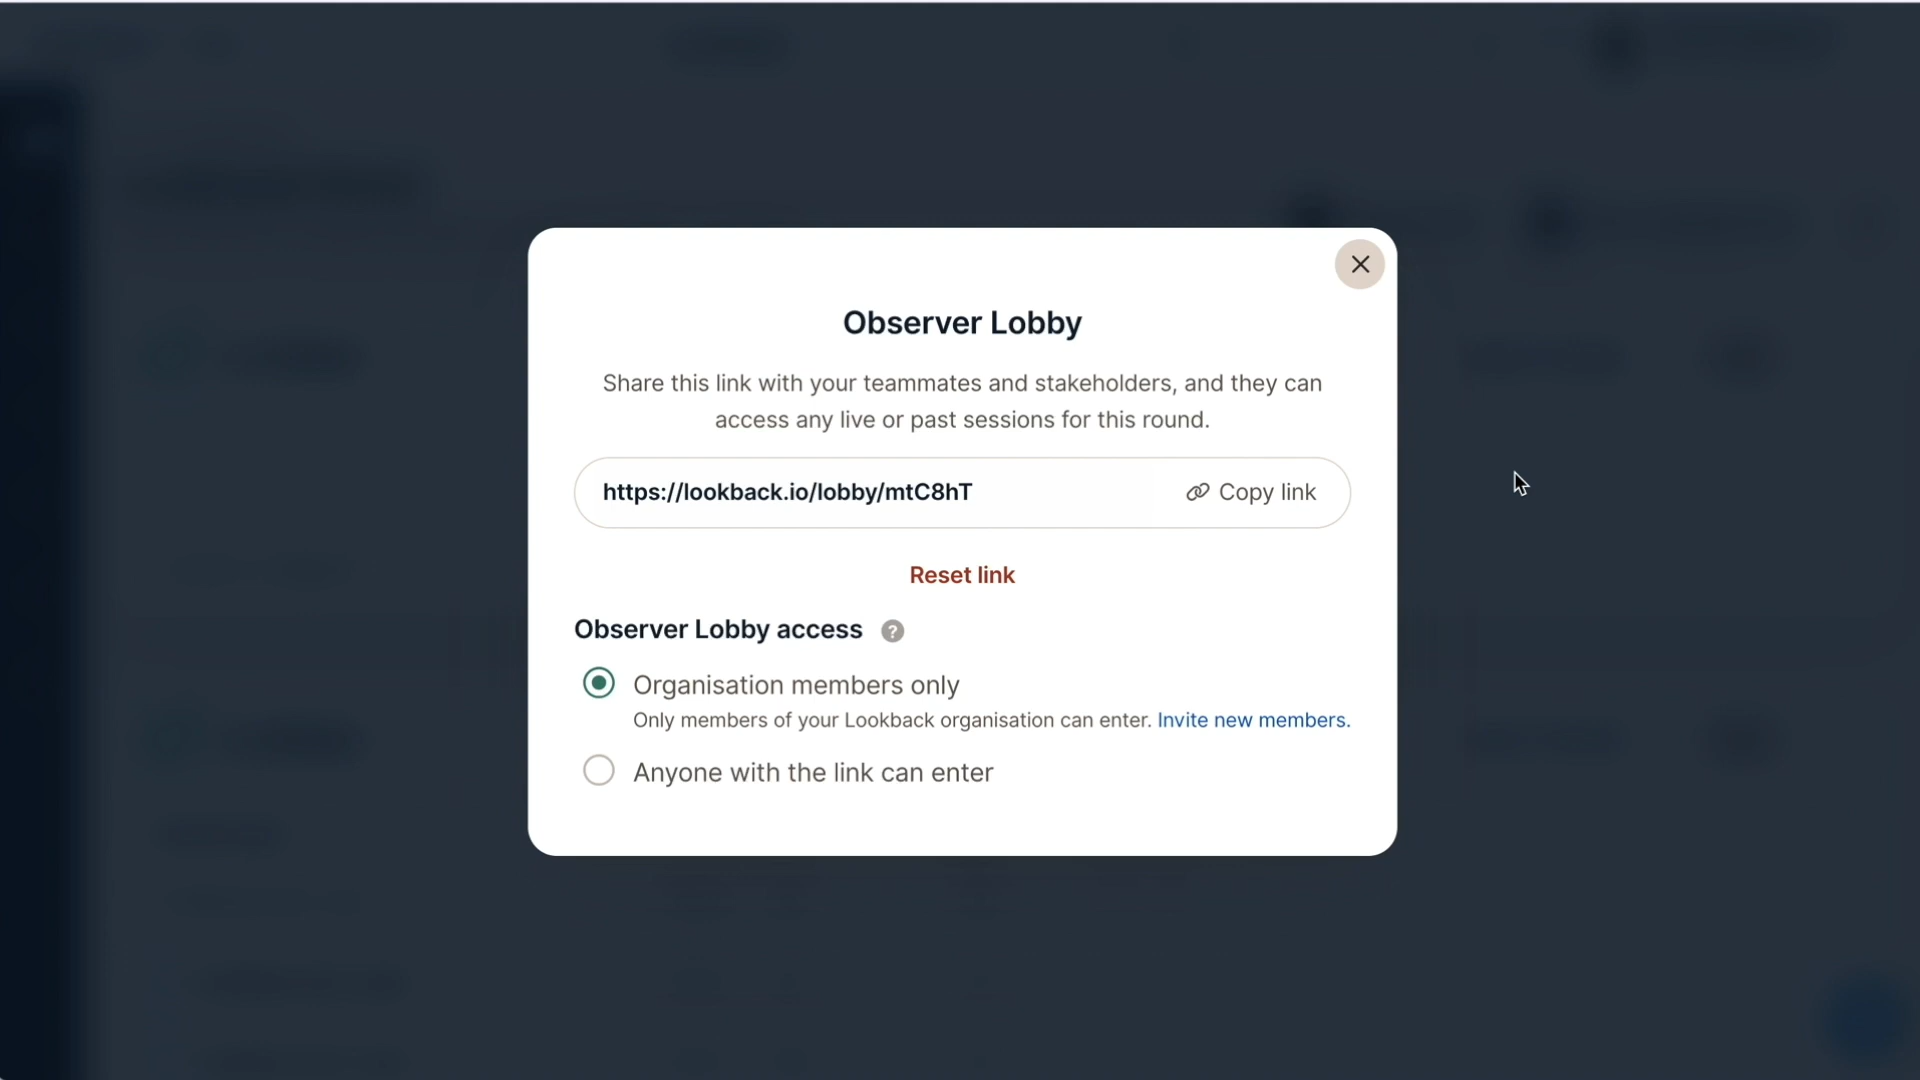 Observer Lobby
Share this link with your teammates and stakeholders, and they can
access any live or past sessions for this round.
https://lookback.io/lobby/mtC8hT
Copy link
Reset link
Observer Lobby access ?
Organisation members only
Only members of your Lookback organisation can enter. Invite new members.
Anyone with the link can enter